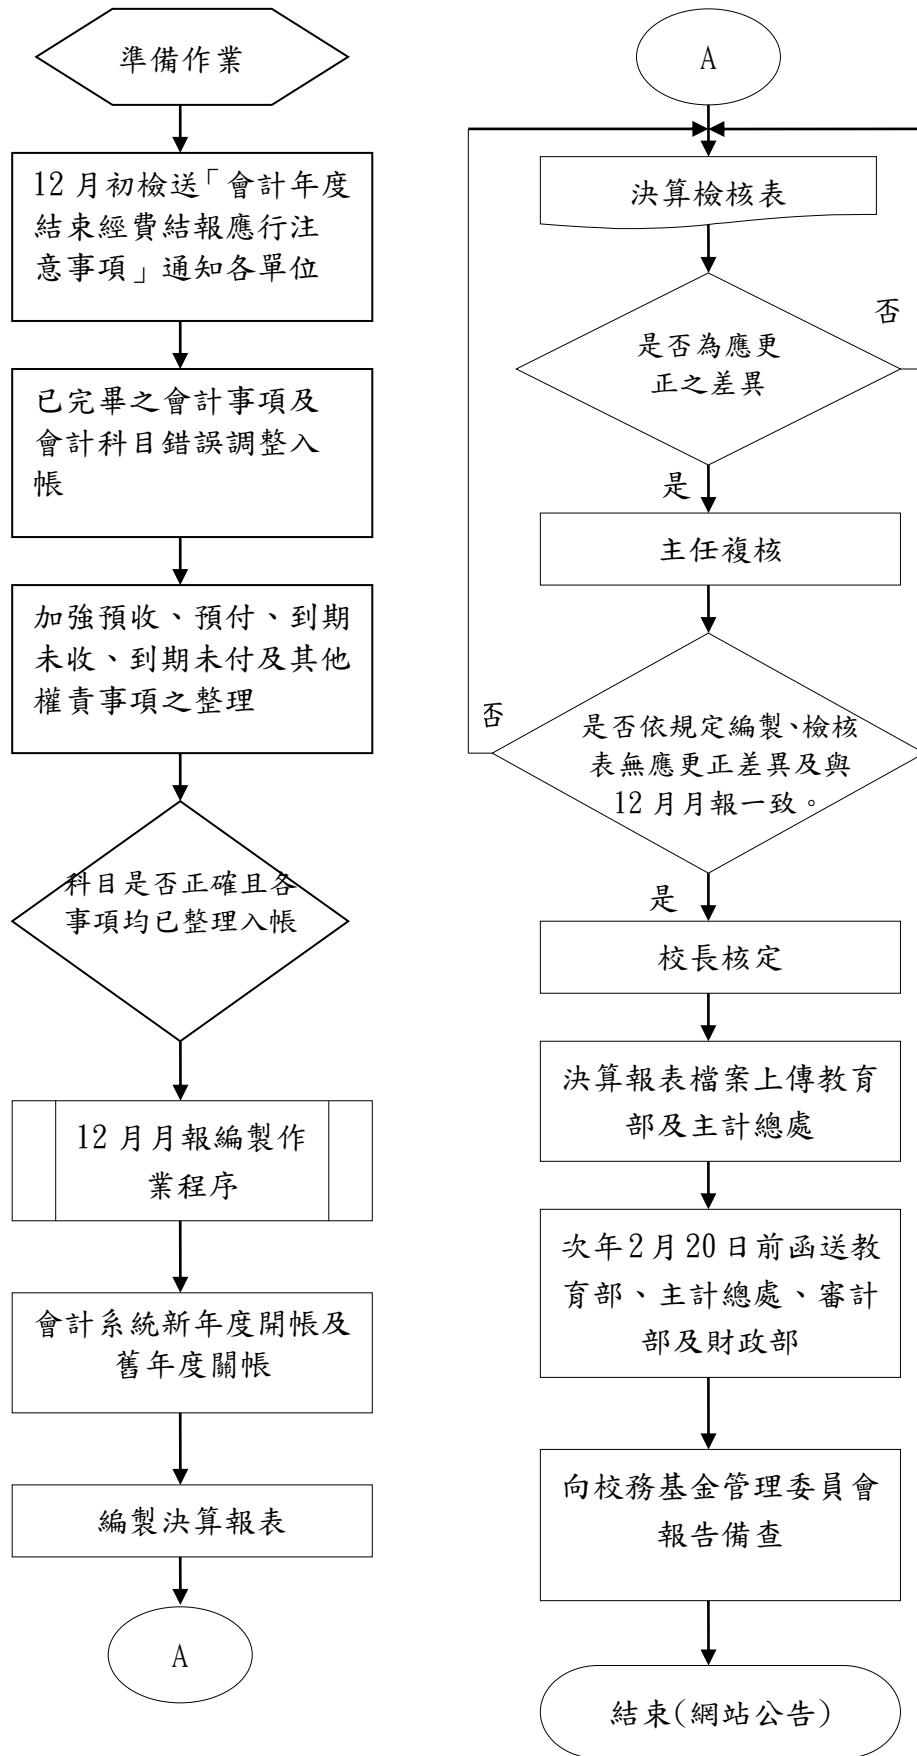 準備作業
12月初檢送「會計年度
結束經費結報應行注
意事項」通知各單位
已完畢之會計事項及
會計科目錯誤調整入
帳
加強預收、預付、到期
未收、到期未付及其他
權責事項之整理
科目是否正確且各
事項均已整理入帳
12月月報編製作
業程序
會計系統新年度開帳及
舊年度關帳
編製決算報表
A
A
決算檢核表
是否為應更
正之差異
否
是
主任複核
是否依規定編製、檢核
表無應更正差異及與
12月月報一致。
否
是
校長核定
決算報表檔案上傳教育
部及主計總處
次年2月20日前函送教
育部、主計總處、審計
部及財政部
向校務基金管理委員會
報告備查
結束(網站公告)